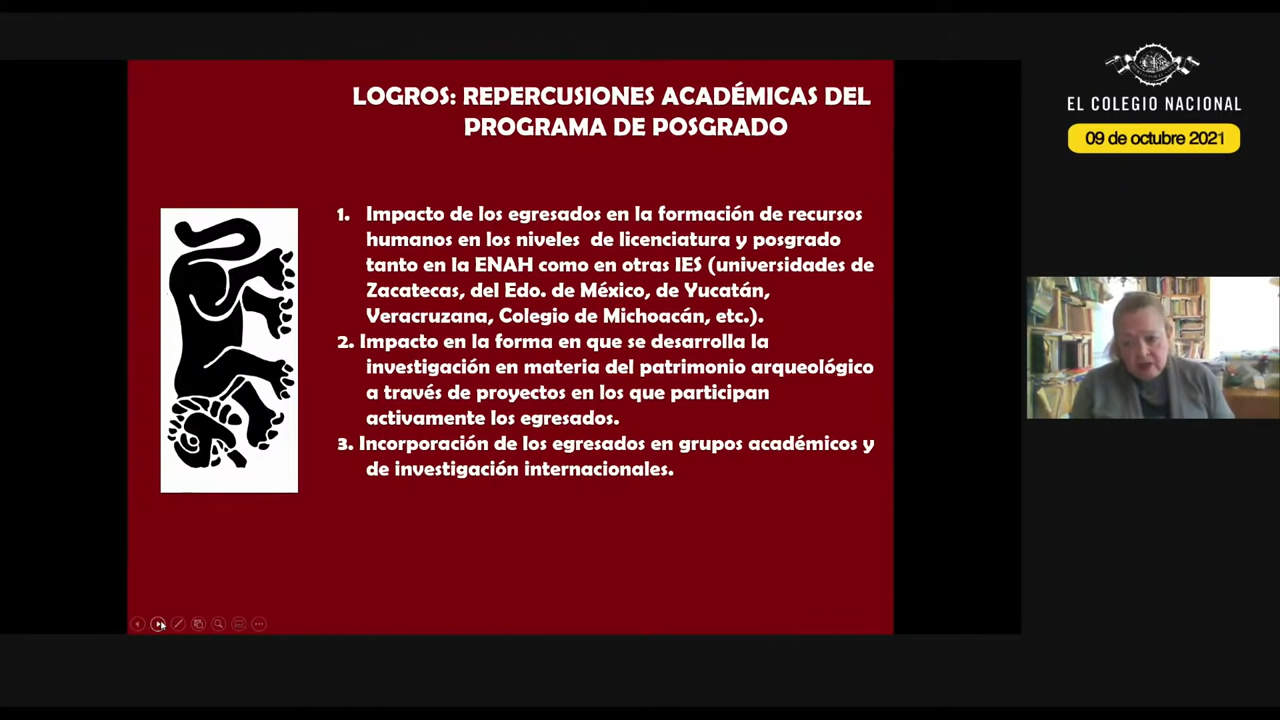 LOGROS: REPERCUSIONES ACADÉMICAS DEL
PROGRAMA DE POSGRADO
1. Impacto de los egresados en la formación de recursos
humanos en los niveles de licenciatura y posgrado
tanto en la ENAH como en otras IES (universidades de
Zacatecas, del Edo. de México, de Yucatán,
Veracruzana, Colegio de Michoacán, etc.).
2. Impacto en la forma en que se desarrolla la
investigación en materia del patrimonio arqueológico
a través de proyectos en los que participan
activamente los egresados.
3. Incorporación de los egresados en grupos académicos y
de investigación internacionales.
EL COLEGIO NACIONAL
09 de octubre 2021